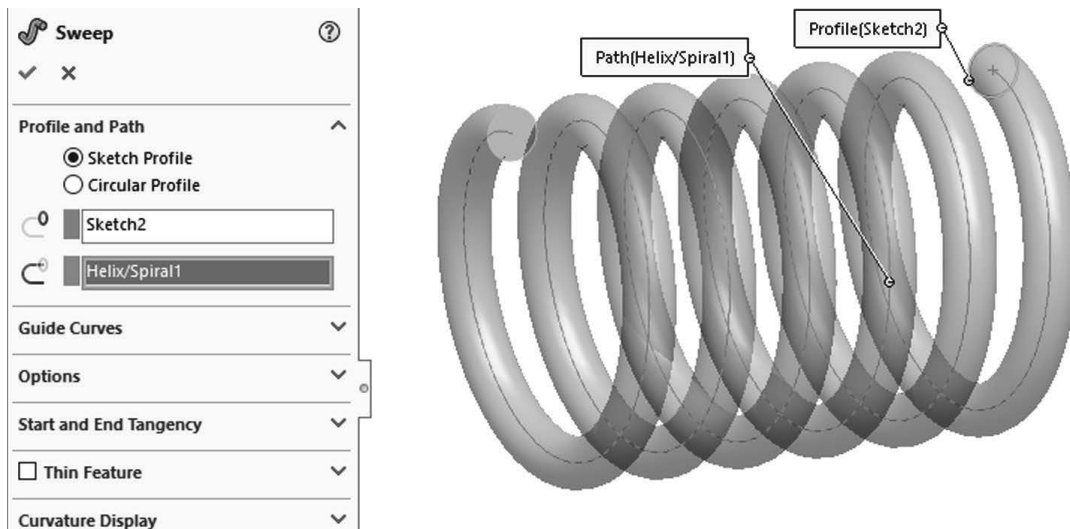 Sweep
Profile and Path
Sketch Profile
Circular Profile
Sketch2
Helix/Spiral1
Guide Curves
Options
Start and End Tangency
Thin Feature
Curvature Display
Profile(Sketch2)
Path(Helix/Spiral1)